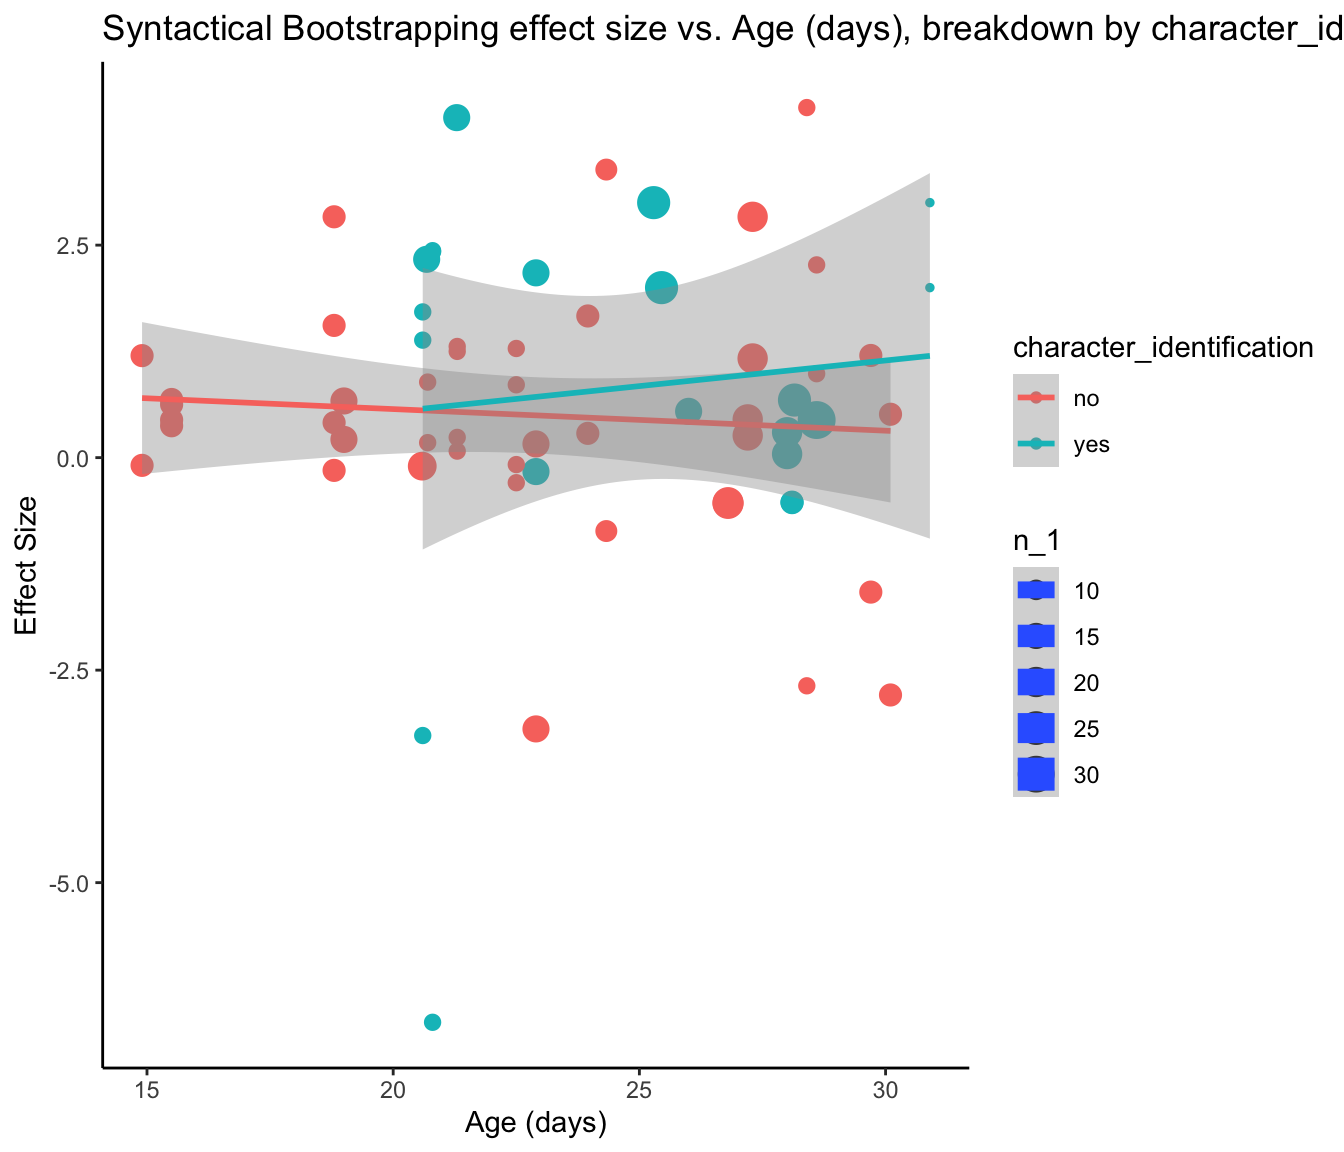 Syntactical Bootstrapping effect size vs. Age (days), breakdown by character_id
2.5
0.0
-2.5
-5.0
Effect Size
15
20
25
30
Age (days)
character_identification
no
yes
n_1
10
15
20
25
30